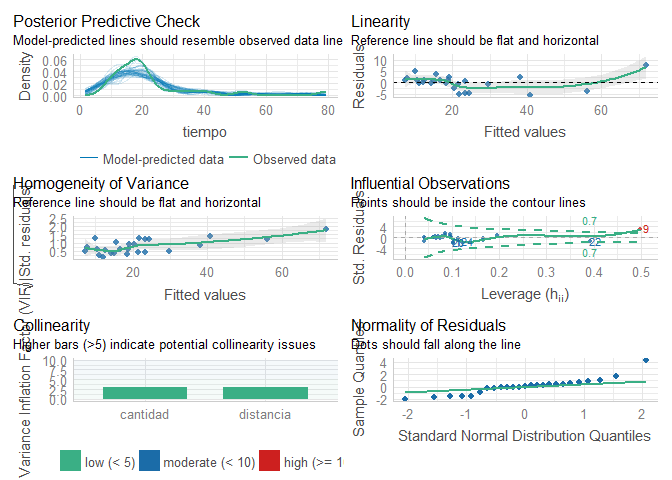 Posterior Predictive Check
Model-predicted lines should resemble observed data line
Density
0.06
0.04
0.02
0.00
0 20 40 60 80
tiempo
Model-predicted data Observed data
Linearity
Reference line should be flat and horizontal
Residuals
10
5
0
-5
20 40 60
Fitted values
Homogeneity of Variance
Reference line should be flat and horizontal
√|Std. residuals|
2.5
2.0
1.5
1.0
0.5
20 40 60
Fitted values
Influential Observations
Points should be inside the contour lines
Std. Residuals
4
0
-4
0.7
9
22
24
0.7
0.0 0.1 0.2 0.3 0.4 0.5
Leverage (hii)
Collinearity
Higher bars (>5) indicate potential collinearity issues
Variance Inflation Factor (VIF)
10.0
7.5
5.0
2.5
0.0
cantidad distancia
low (< 5) moderate (< 10) high (>= 1
Normality of Residuals
Dots should fall along the line
Sample Quantiles
4
2
0
-2
-2 -1 0 1 2
Standard Normal Distribution Quantiles